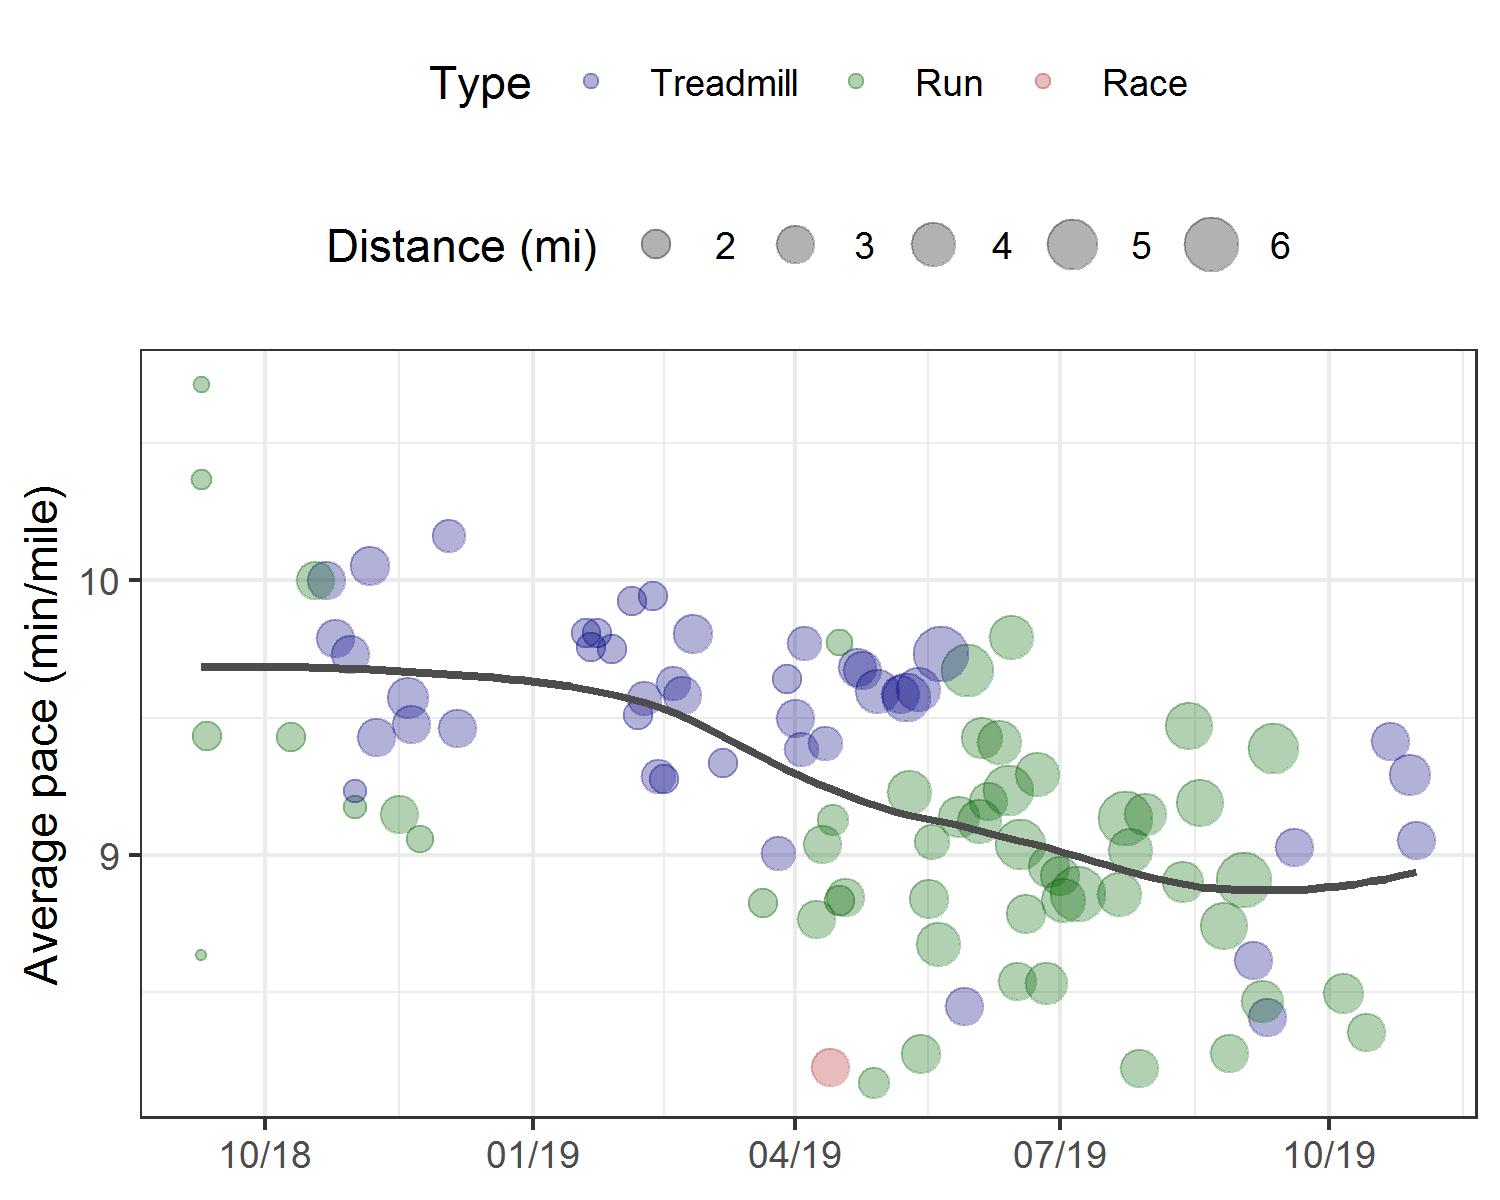 Type Treadmill Run Race
Distance (mi) 2 3 4 5 6
Average pace (min/mile)
10
9
10/18 01/19 04/19 07/19 10/19